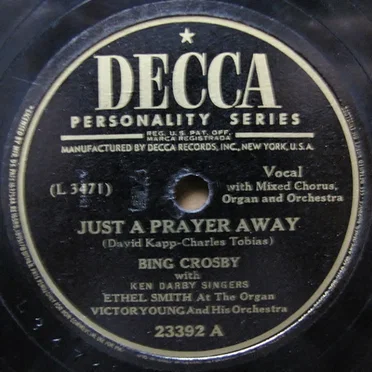 DECCA
PERSONALITY SERIES
REG. U.S. PAT. OFF.
MARCA REGISTRADA
MANUFACTURED BY DECCA RECORDS, INC., NEW YORK, U.S.A.
(L 3471)
Vocal
with Mixed Chorus,
Organ and Orchestra
JUST A PRAYER AWAY
(David Kapp-Charles Tobias)
BING CROSBY
with
KEN DARBY SINGERS
ETHEL SMITH At The Organ
VICTOR YOUNG And His Orchestra
23392 A